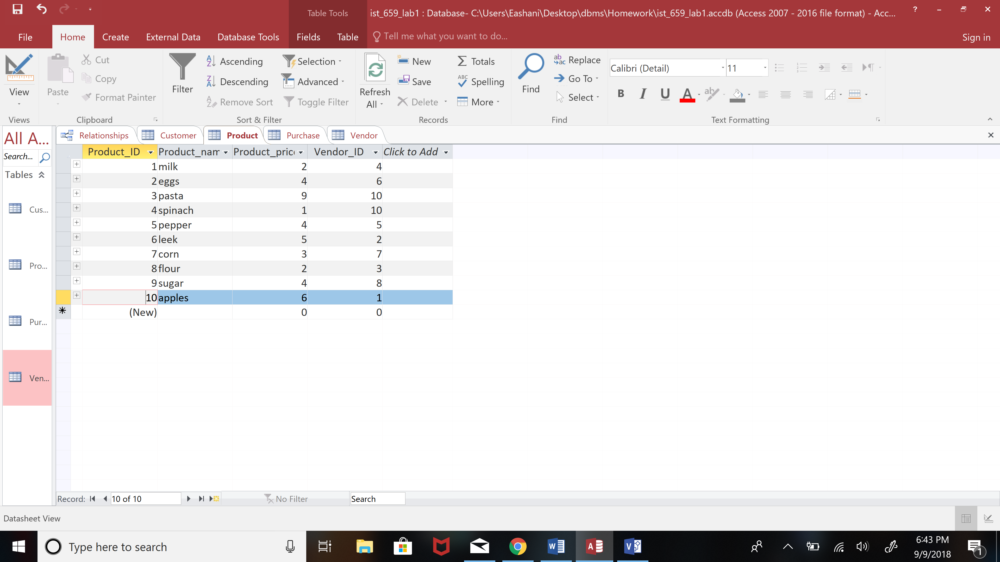 Table Tools
ist_659_lab1 : Database- C:\Users\Eashani\Desktop\dbms\Homework\ist_659_lab1.accdb (Access 2007 - 2016 file format) - Acc...
?
File Home Create External Data Database Tools Fields Table Tell me what you want to do... Sign in
View
Views
Paste
Cut
Copy
Format Painter
Clipboard
Filter
Ascending
Descending
Remove Sort
Selection
Advanced
Toggle Filter
Sort & Filter
Refresh
All
New
Save
Delete
Totals
Spelling
More
Records
Find
Replace
Go To
Select
Find
Calibri (Detail) 11
B I U A
Text Formatting
All A...
Search...
Tables
Cus...
Pro...
Pur...
Ven...
Relationships Customer Product Purchase Vendor
Product_ID Product_nam Product_pric Vendor_ID Click to Add
1 milk 2 4
2 eggs 4 6
3 pasta 9 10
4 spinach 1 10
5 pepper 4 5
6 leek 5 2
7 corn 3 7
8 flour 2 3
9 sugar 4 8
10 apples 6 1
(New) 0 0
Record: 10 of 10 No Filter Search
Datasheet View
Type here to search
6:43 PM
9/9/2018
1